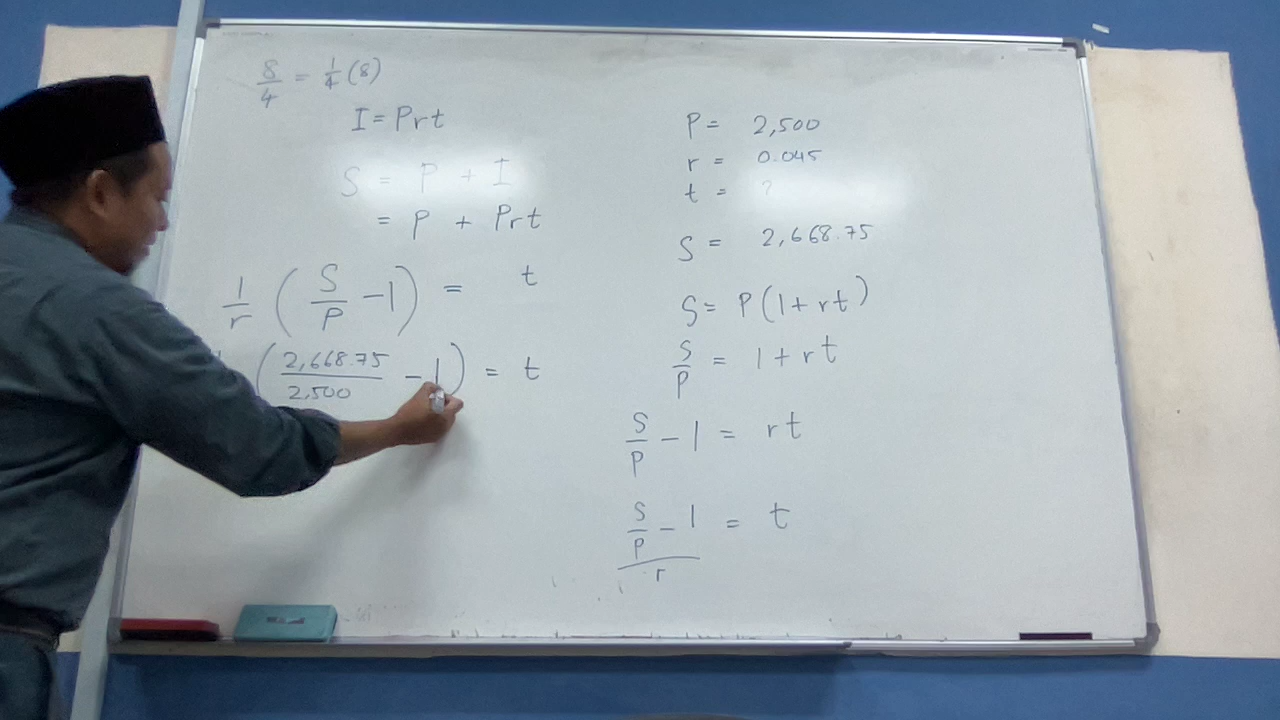 8/4 = 1/4 (8)
I = Prt
S = P + I
= P + Prt
1/r (S/P - 1) = t
(2,668.75/2,500 - 1) = t
P = 2,500
r = 0.045
t = ?
S = 2,668.75
S = P(1 + rt)
S/P = 1 + rt
S/P - 1 = rt
(S/P - 1)/r = t